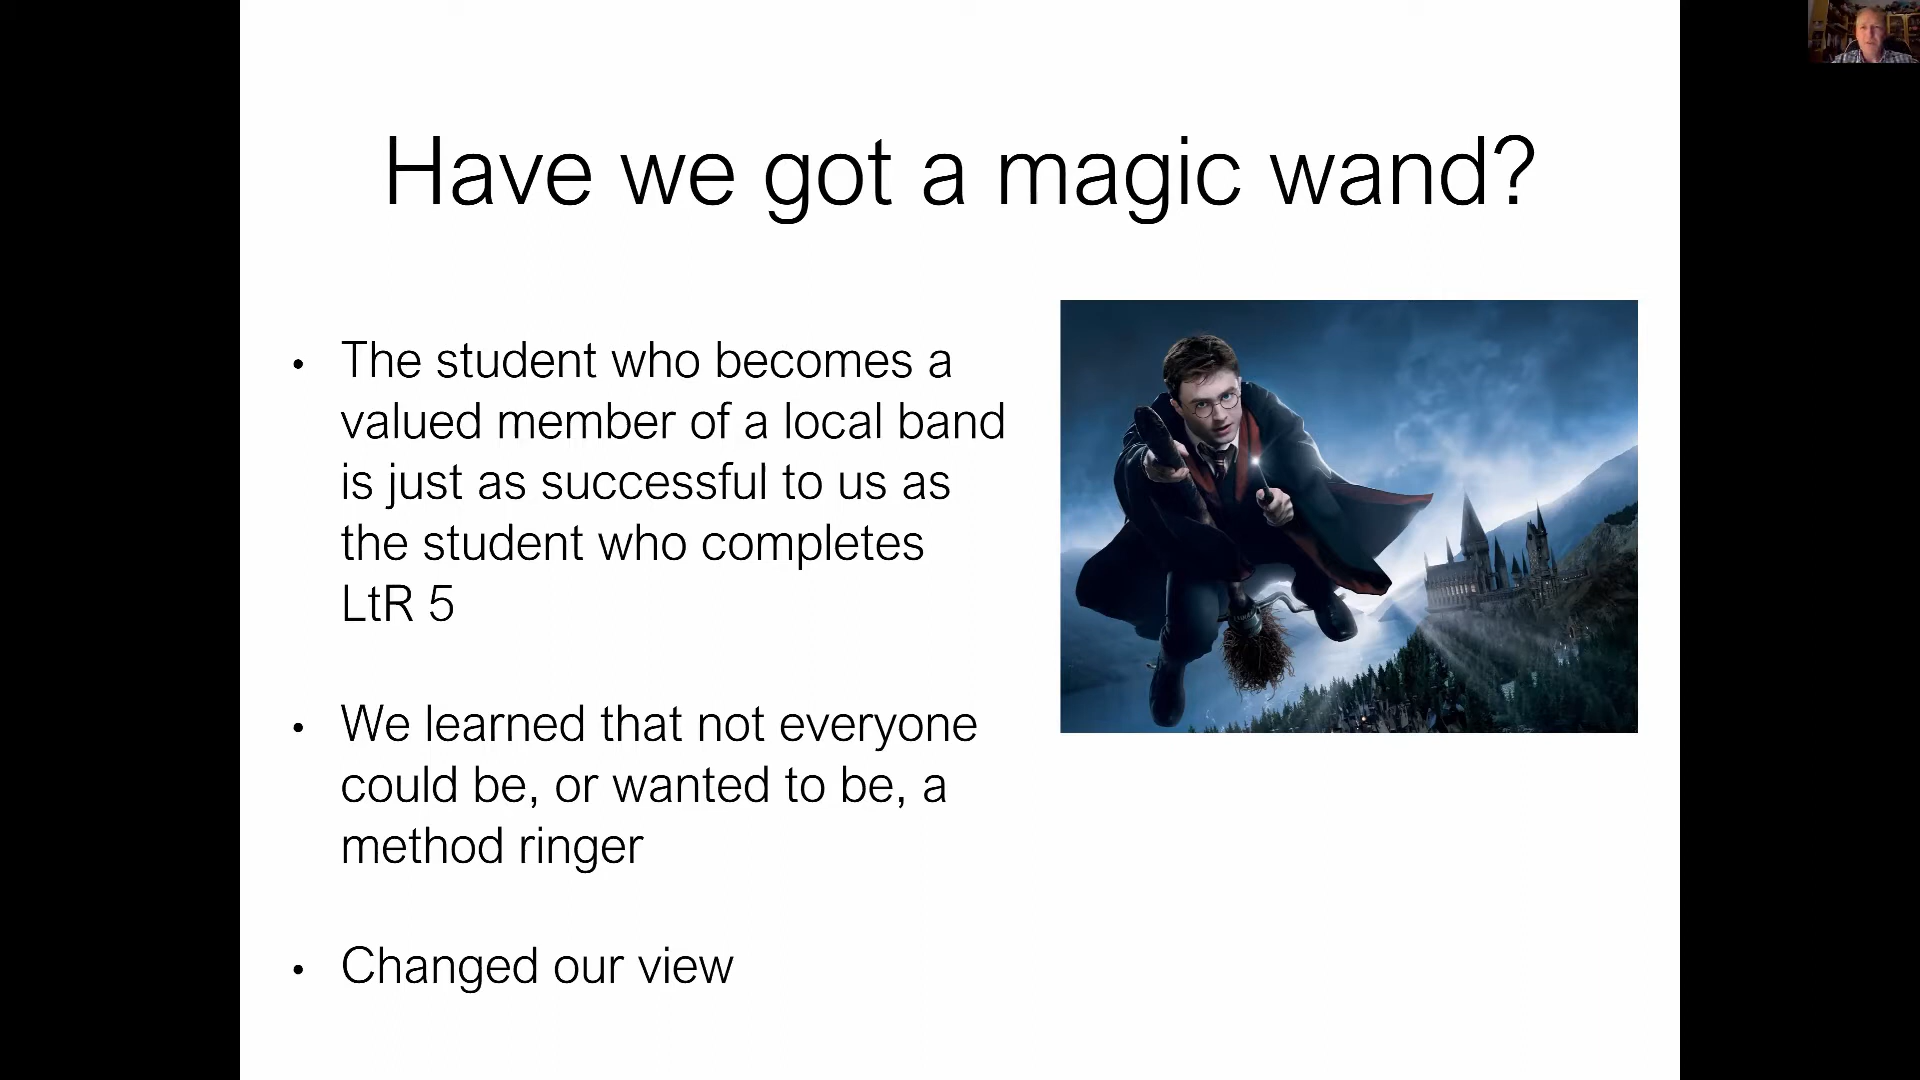 Have we got a magic wand?
• The student who becomes a
valued member of a local band
is just as successful to us as
the student who completes
LtR 5
• We learned that not everyone
could be, or wanted to be, a
method ringer
• Changed our view